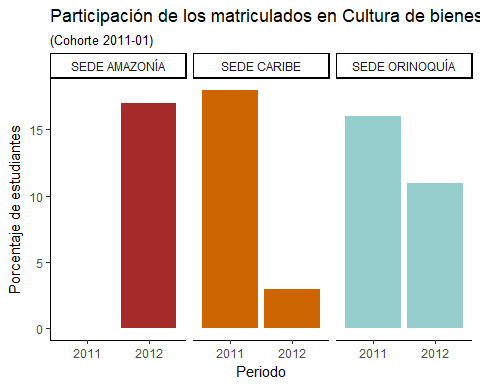 Participación de los matriculados en Cultura de bienes
(Cohorte 2011-01)
SEDE AMAZONÍA SEDE CARIBE SEDE ORINOQUÍA
Porcentaje de estudiantes
15
10
5
0
2011 2012 2011 2012 2011 2012
Periodo